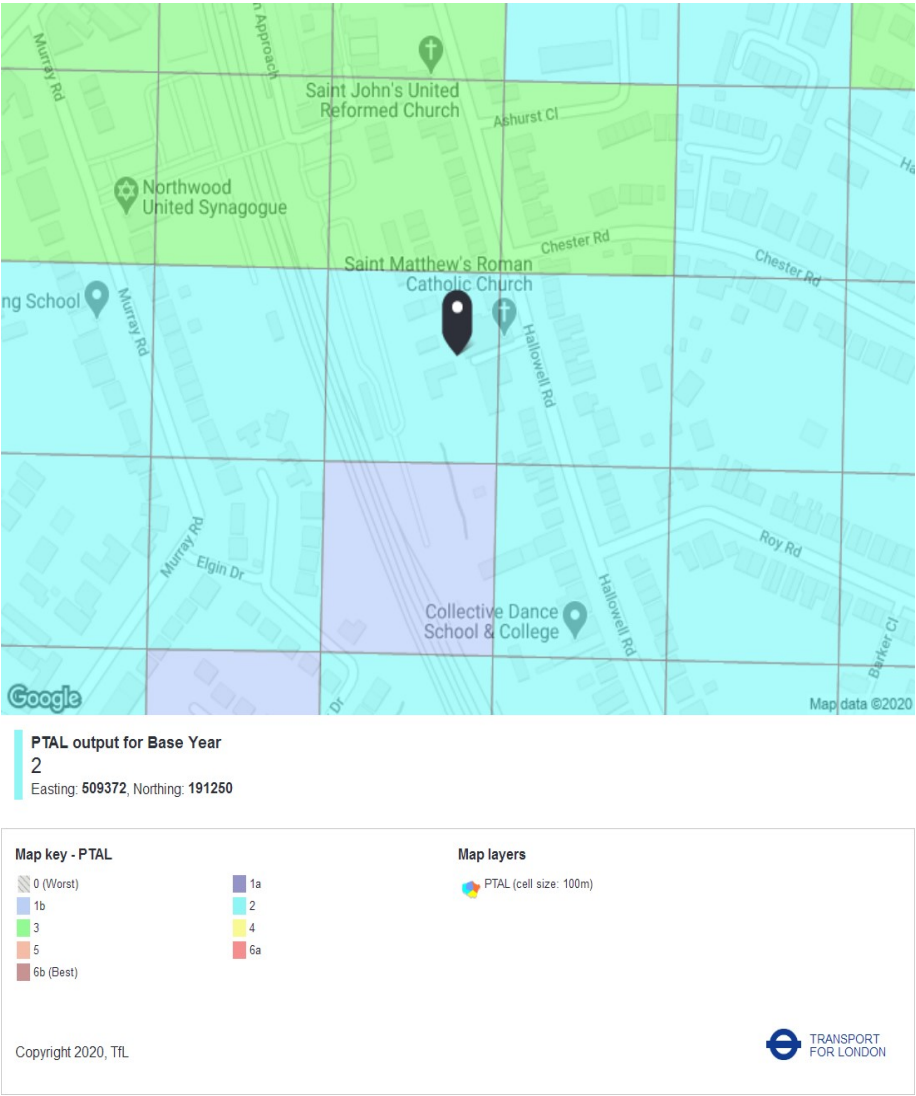 n Approach
Murray Rd
Saint John's United
Reformed Church
Ashurst Cl
Ha
Northwood
United Synagogue
Chester Rd
Chester Rd
Saint Matthew's Roman
Catholic Church
ng School
Murray Rd
Hallowell Rd
Murray Rd
Elgin Dr
Roy Rd
Hallowell Rd
Collective Dance
School & College
Barker Cl
Dr
Google
Map data ©2020
PTAL output for Base Year
2
Easting: 509372, Northing: 191250
Map key - PTAL
Map layers
0 (Worst)
1a
PTAL (cell size: 100m)
1b
2
3
4
5
6a
6b (Best)
Copyright 2020, TfL
TRANSPORT
FOR LONDON